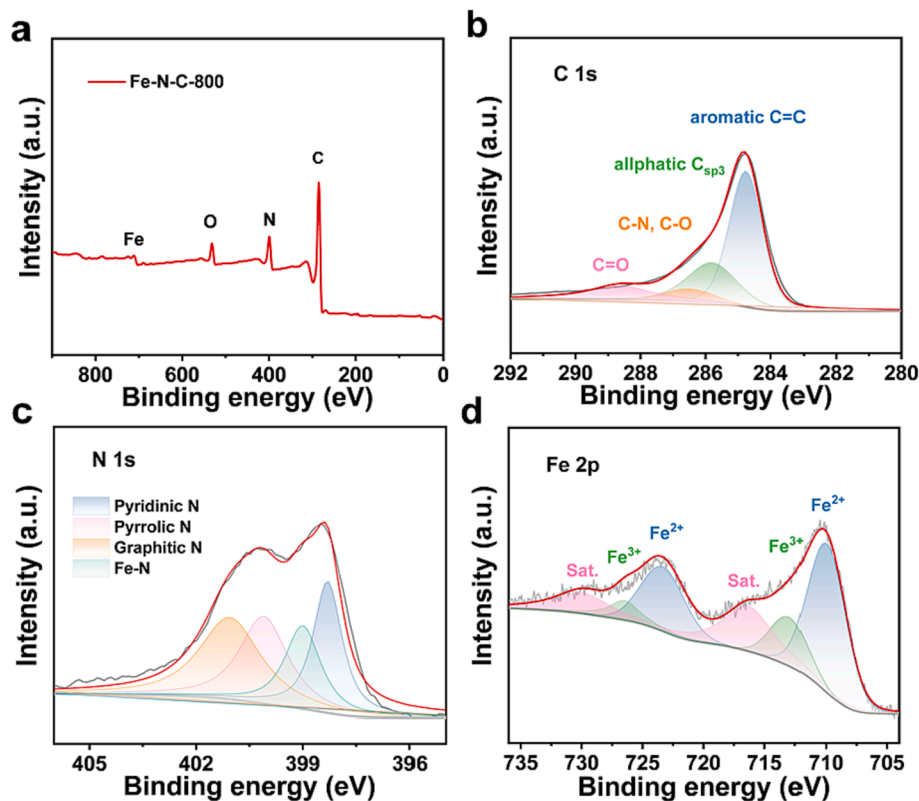 a
Fe-N-C-800
C
N
O
Fe
Intensity (a.u.)
800 600 400 200 0
Binding energy (eV)
b
C 1s
aromatic C=C
allphatic Csp3
C-N, C-O
C=O
Intensity (a.u.)
292 290 288 286 284 282 280
Binding energy (eV)
c
N 1s
Pyridinic N
Pyrrolic N
Graphitic N
Fe-N
Intensity (a.u.)
405 402 399 396
Binding energy (eV)
d
Fe 2p
Fe2+
Fe3+
Sat.
Fe2+
Fe3+
Sat.
Intensity (a.u.)
735 730 725 720 715 710 705
Binding energy (eV)